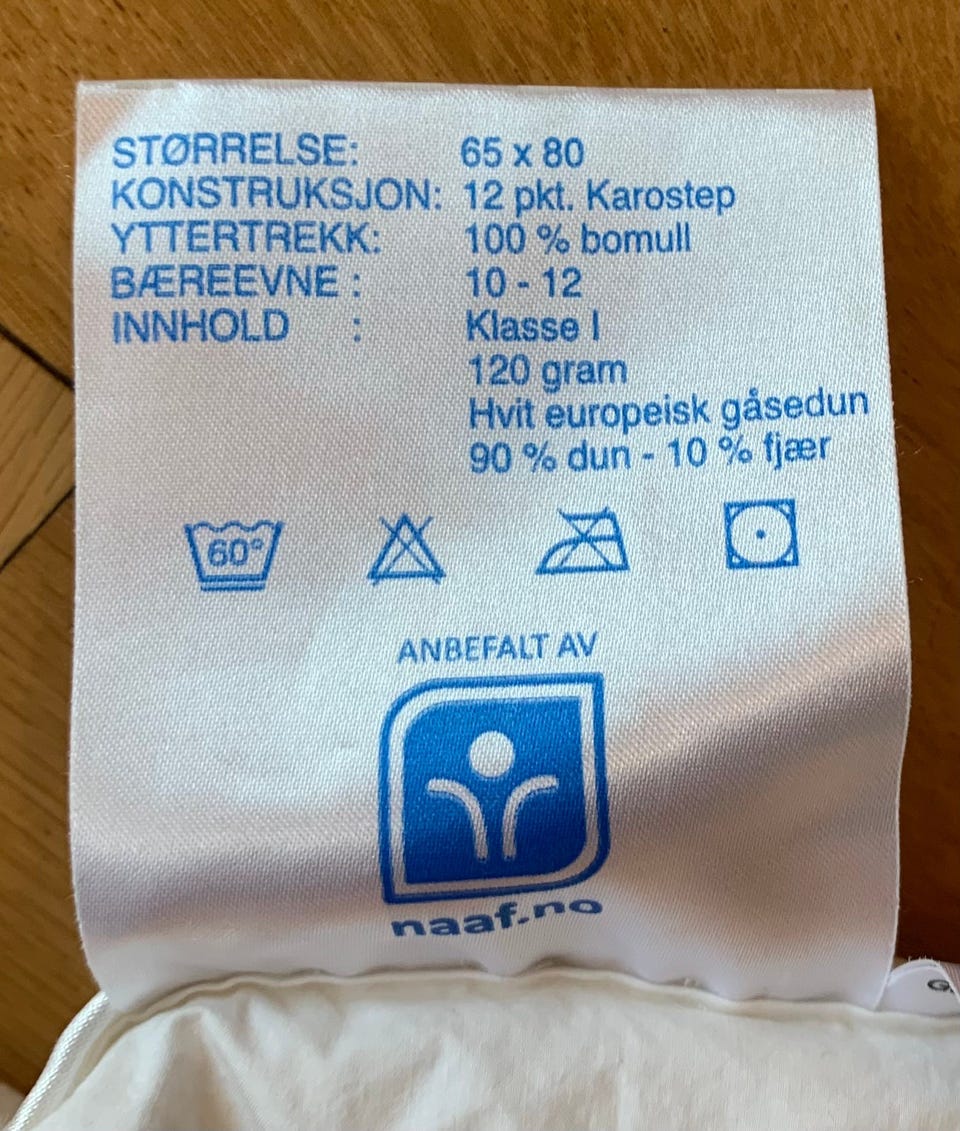 STØRRELSE: 65 x 80
KONSTRUKSJON: 12 pkt. Karostep
YTTERTREKK: 100 % bomull
BÆREEVNE : 10 - 12
INNHOLD : Klasse I
120 gram
Hvit europeisk gåsedun
90 % dun - 10 % fjær
60°
ANBEFALT AV
naaf.no